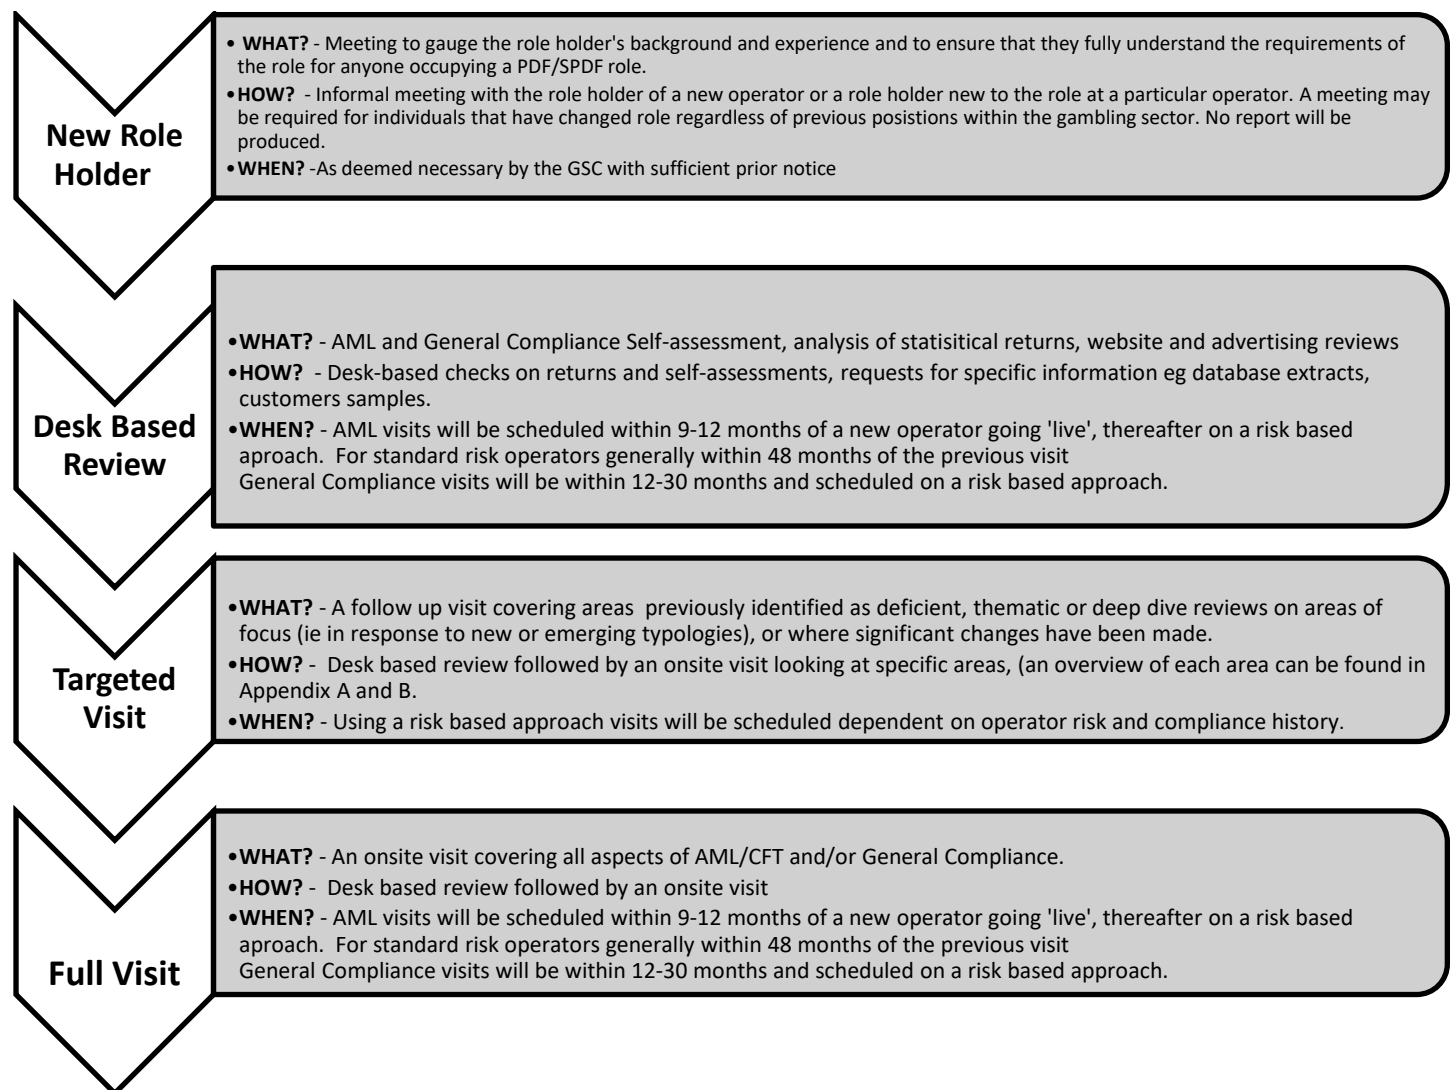 New Role
Holder
• WHAT? - Meeting to gauge the role holder's background and experience and to ensure that they fully understand the requirements of
the role for anyone occupying a PDF/SPDF role.
•HOW? - Informal meeting with the role holder of a new operator or a role holder new to the role at a particular operator. A meeting may
be required for individuals that have changed role regardless of previous posistions within the gambling sector. No report will be
produced.
•WHEN? -As deemed necessary by the GSC with sufficient prior notice
Desk Based
Review
•WHAT? - AML and General Compliance Self-assessment, analysis of statisitical returns, website and advertising reviews
•HOW? - Desk-based checks on returns and self-assessments, requests for specific information eg database extracts,
customers samples.
•WHEN? - AML visits will be scheduled within 9-12 months of a new operator going 'live', thereafter on a risk based
aproach. For standard risk operators generally within 48 months of the previous visit
General Compliance visits will be within 12-30 months and scheduled on a risk based approach.
Targeted
Visit
•WHAT? - A follow up visit covering areas previously identified as deficient, thematic or deep dive reviews on areas of
focus (ie in response to new or emerging typologies), or where significant changes have been made.
•HOW? - Desk based review followed by an onsite visit looking at specific areas, (an overview of each area can be found in
Appendix A and B.
•WHEN? - Using a risk based approach visits will be scheduled dependent on operator risk and compliance history.
Full Visit
•WHAT? - An onsite visit covering all aspects of AML/CFT and/or General Compliance.
•HOW? - Desk based review followed by an onsite visit
•WHEN? - AML visits will be scheduled within 9-12 months of a new operator going 'live', thereafter on a risk based
aproach. For standard risk operators generally within 48 months of the previous visit
General Compliance visits will be within 12-30 months and scheduled on a risk based approach.